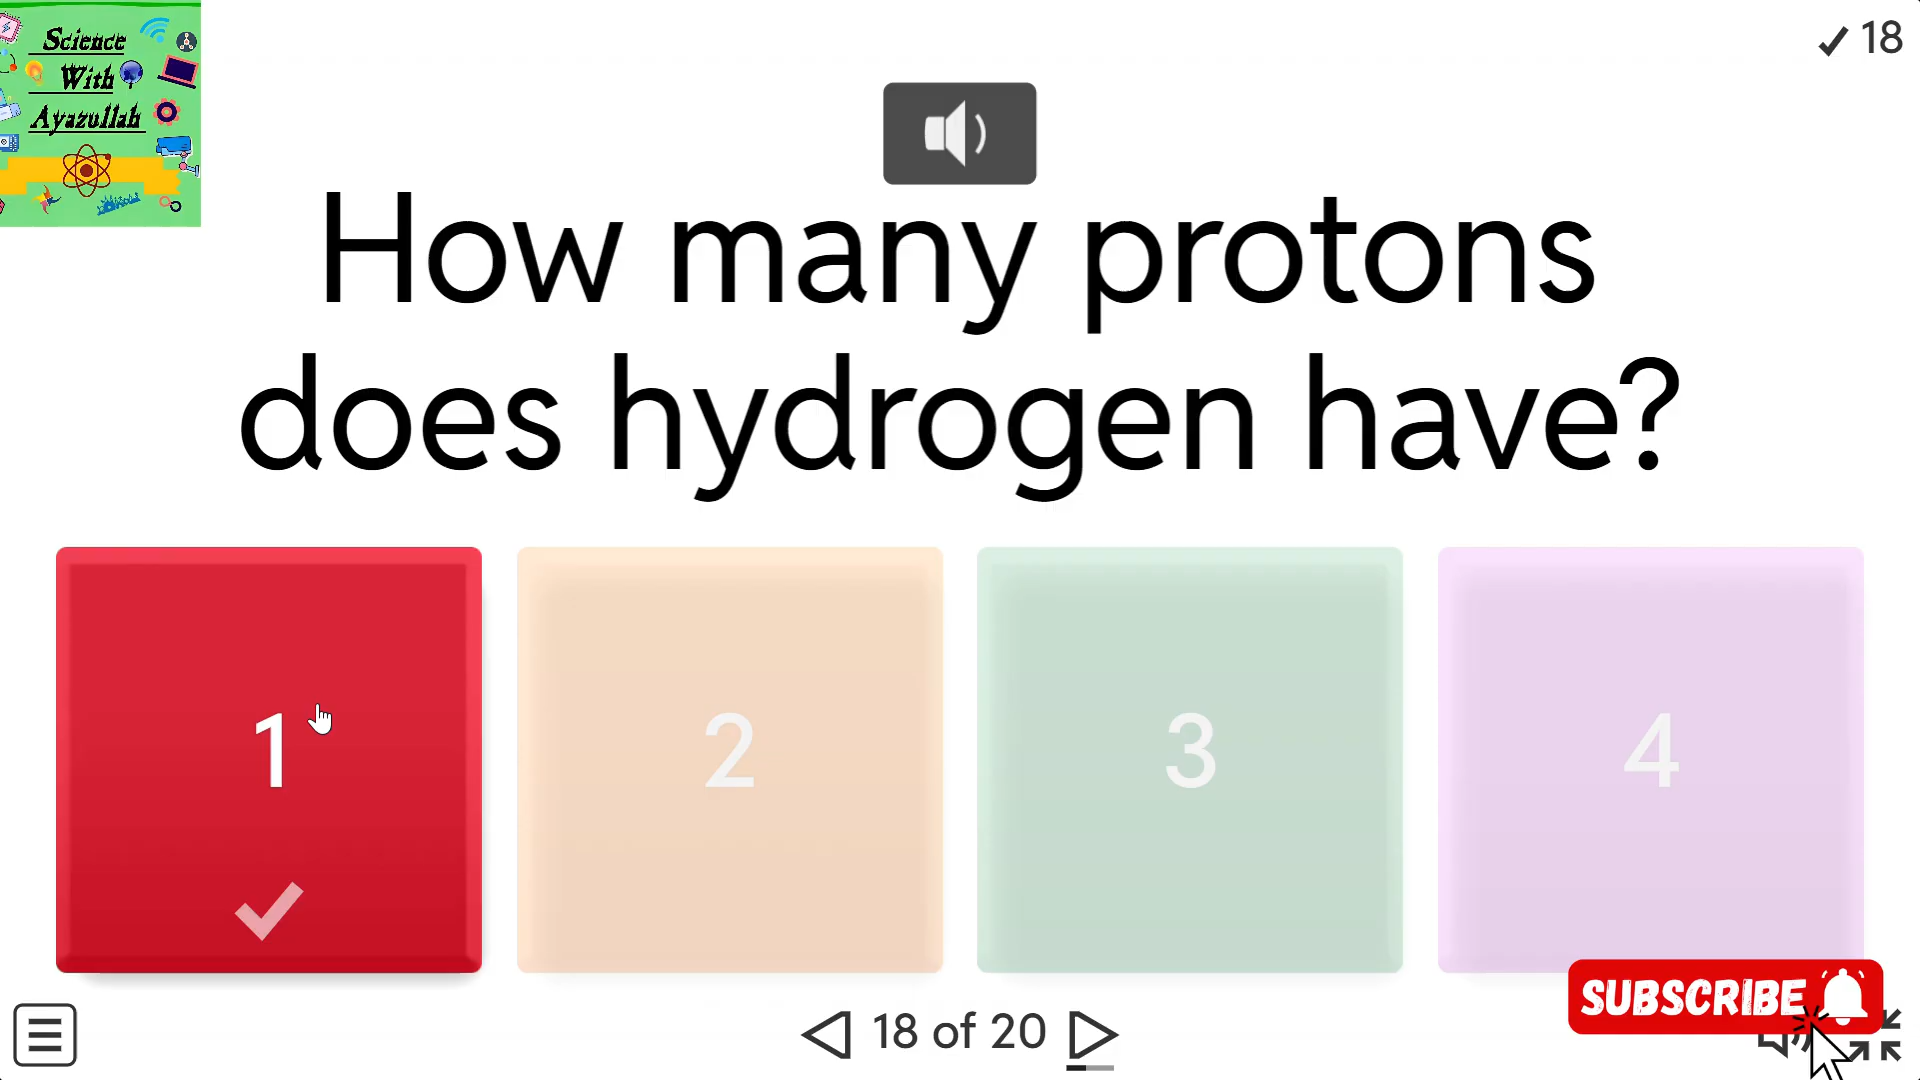 Science
With
Ayazullah
18
How many protons
does hydrogen have?
1
2
3
4
SUBSCRIBE
18 of 20